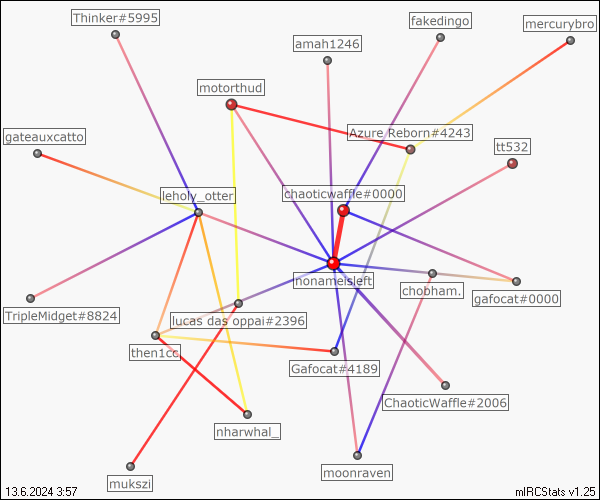 Thinker#5995
fakedingo
mercurybro
amah1246
motorthud
Azure Reborn#4243
gateauxcatto
tt532
leholy_otter
chaoticwaffle#0000
nonameisleft
chobham.
gafocat#0000
TripleMidget#8824
lucas das oppai#2396
then1cc
Gafocat#4189
ChaoticWaffle#2006
nharwhal_
moonraven
mukszi
13.6.2024 3:57
mIRCStats v1.25